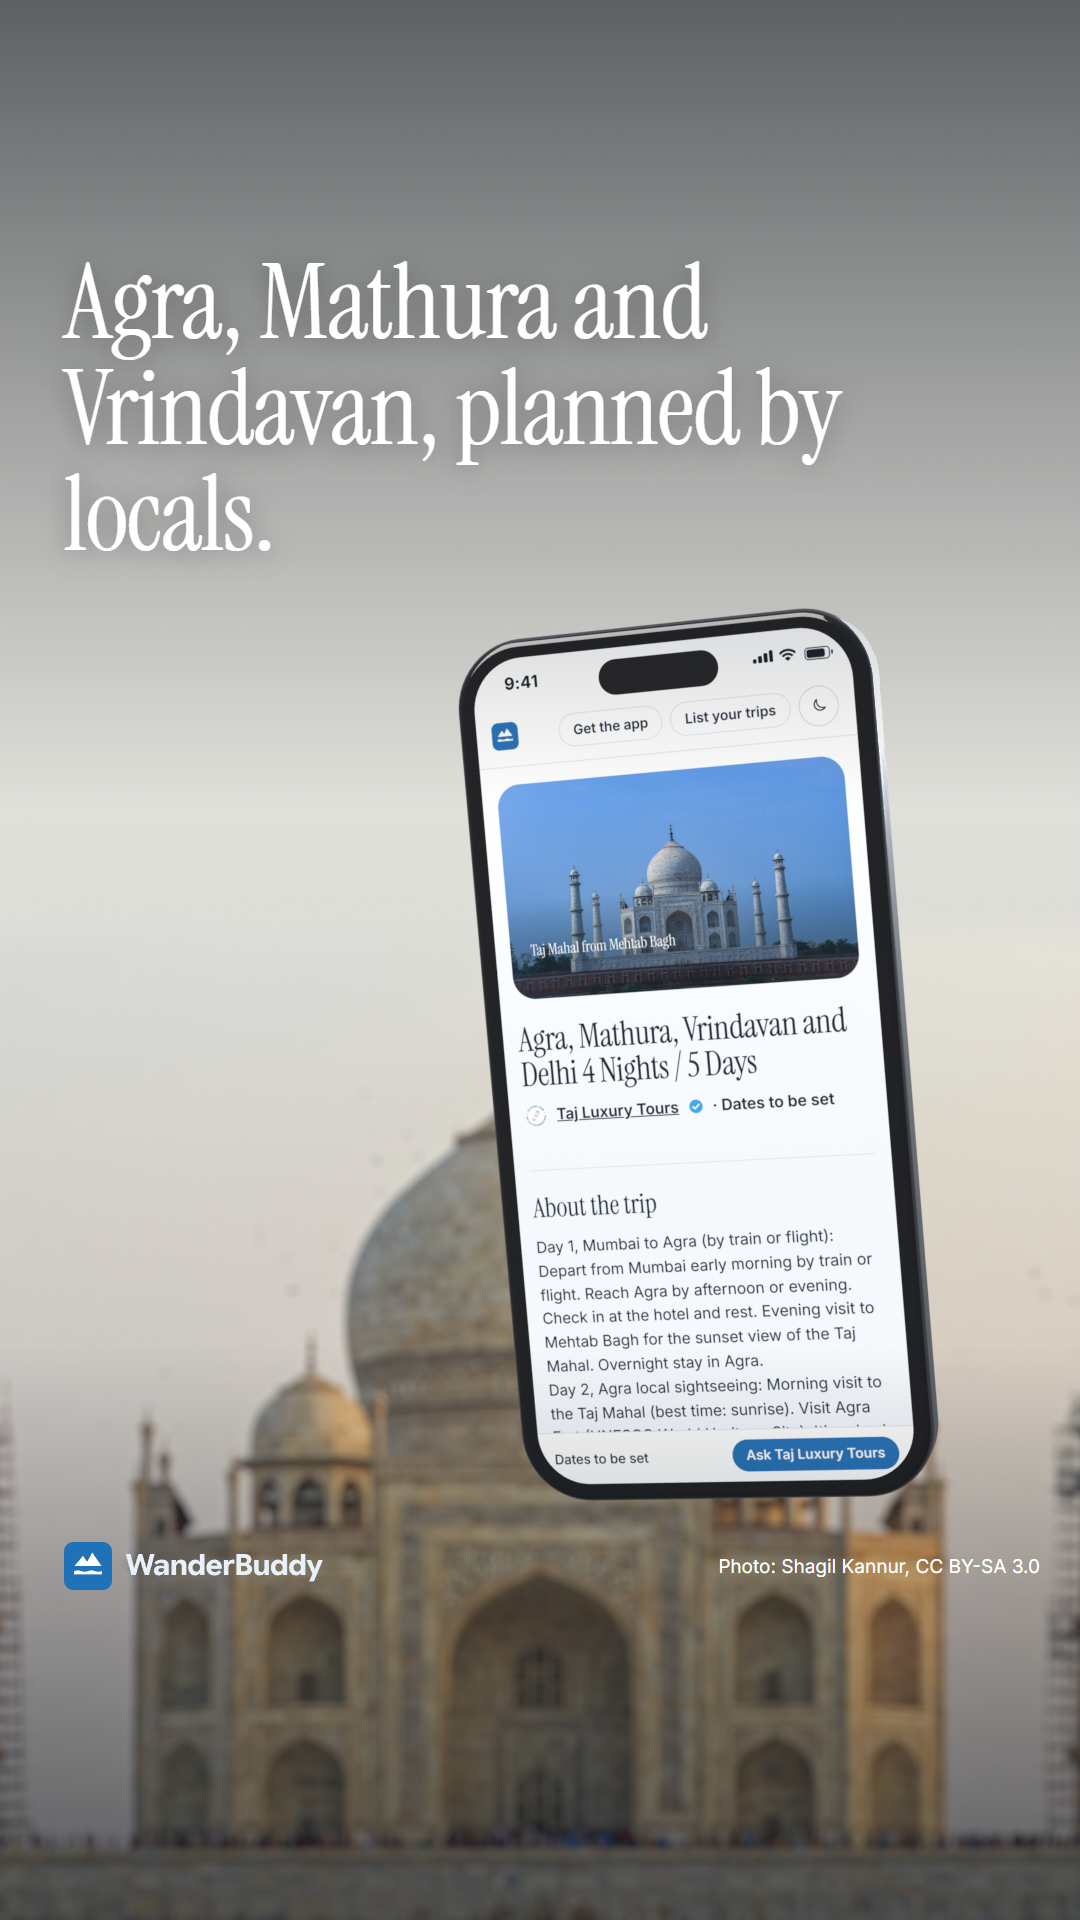 Agra, Mathura and
Vrindavan, planned by
locals.
9:41
Get the app
List your trips
Taj Mahal from Mehtab Bagh
Agra, Mathura, Vrindavan and
Delhi 4 Nights / 5 Days
Taj Luxury Tours · Dates to be set
About the trip
Day 1, Mumbai to Agra (by train or flight):
Depart from Mumbai early morning by train or
flight. Reach Agra by afternoon or evening.
Check in at the hotel and rest. Evening visit to
Mehtab Bagh for the sunset view of the Taj
Mahal. Overnight stay in Agra.
Day 2, Agra local sightseeing: Morning visit to
the Taj Mahal (best time: sunrise). Visit Agra
Dates to be set
Ask Taj Luxury Tours
WanderBuddy
Photo: Shagil Kannur, CC BY-SA 3.0